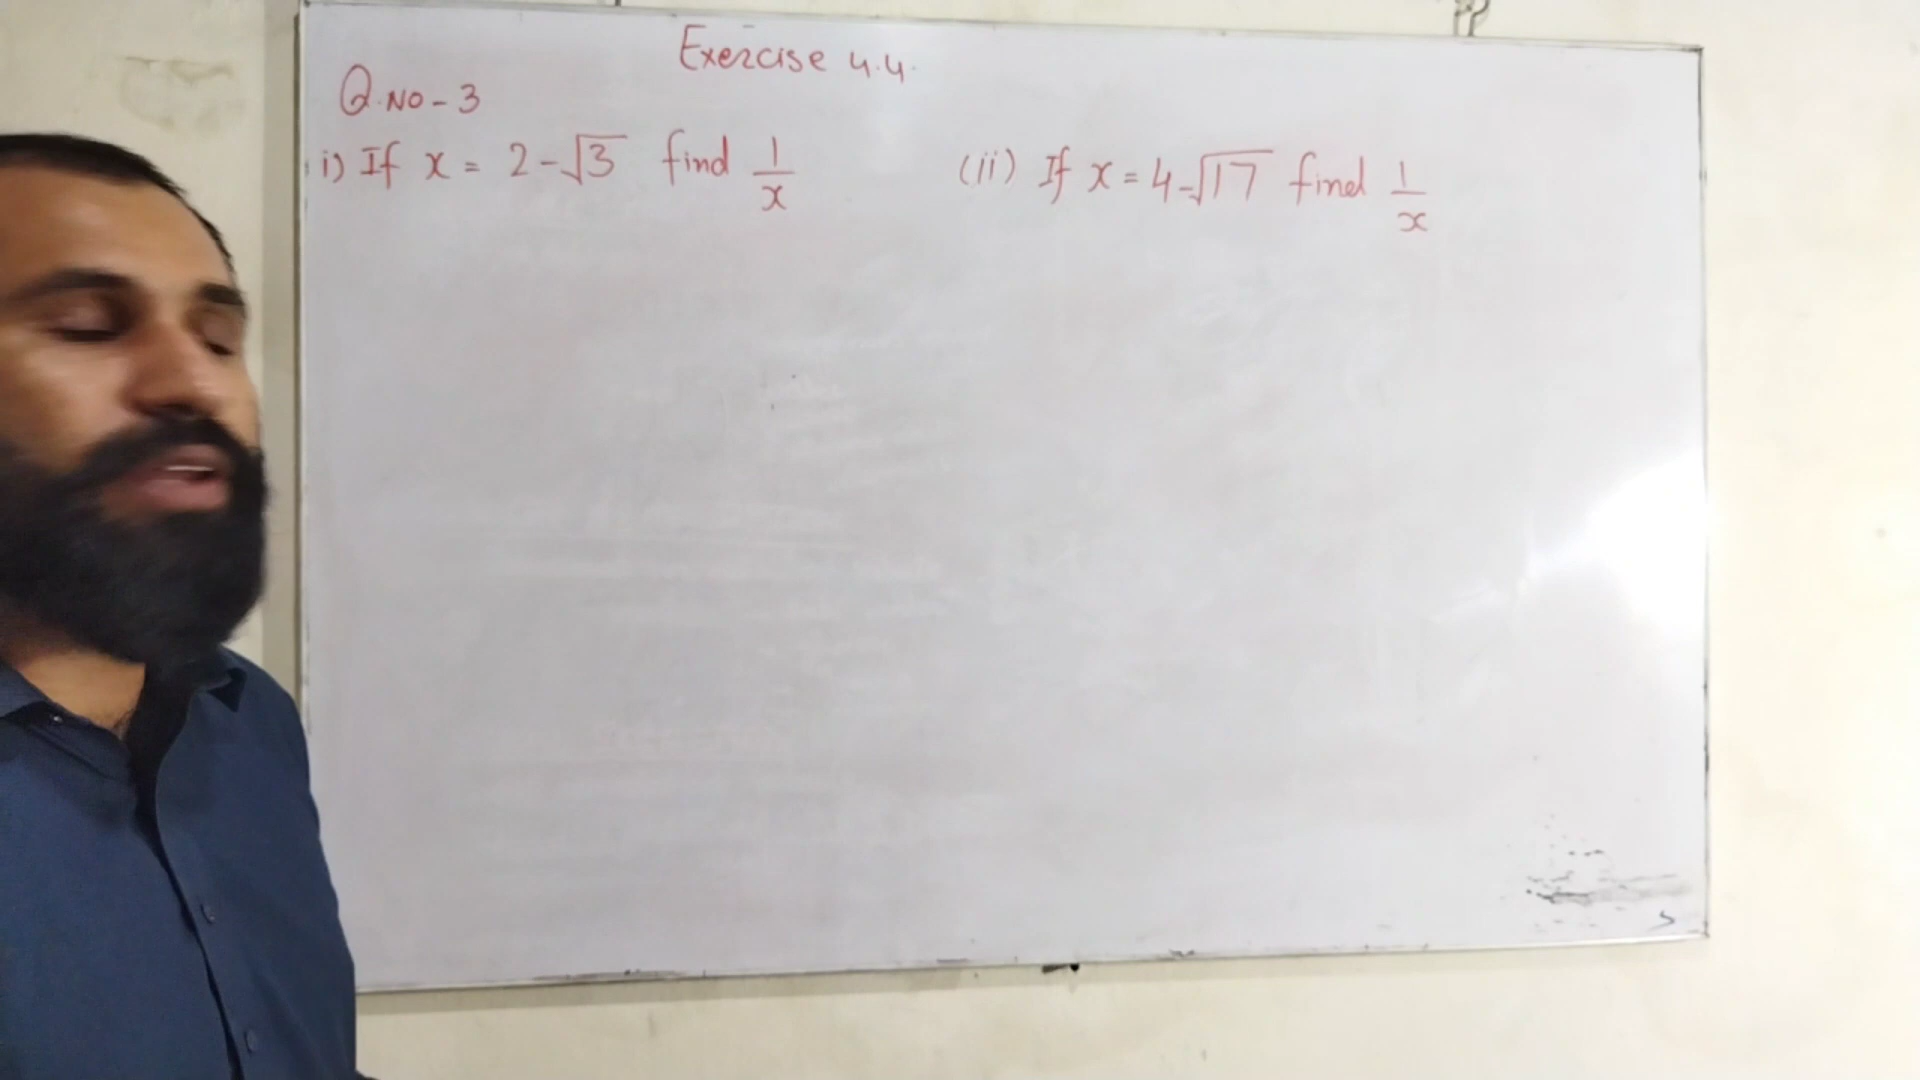 Exercise 4.4.
Q.NO-3
i) If x = 2-√3 find 1/x
(ii) If x = 4-√17 find 1/x